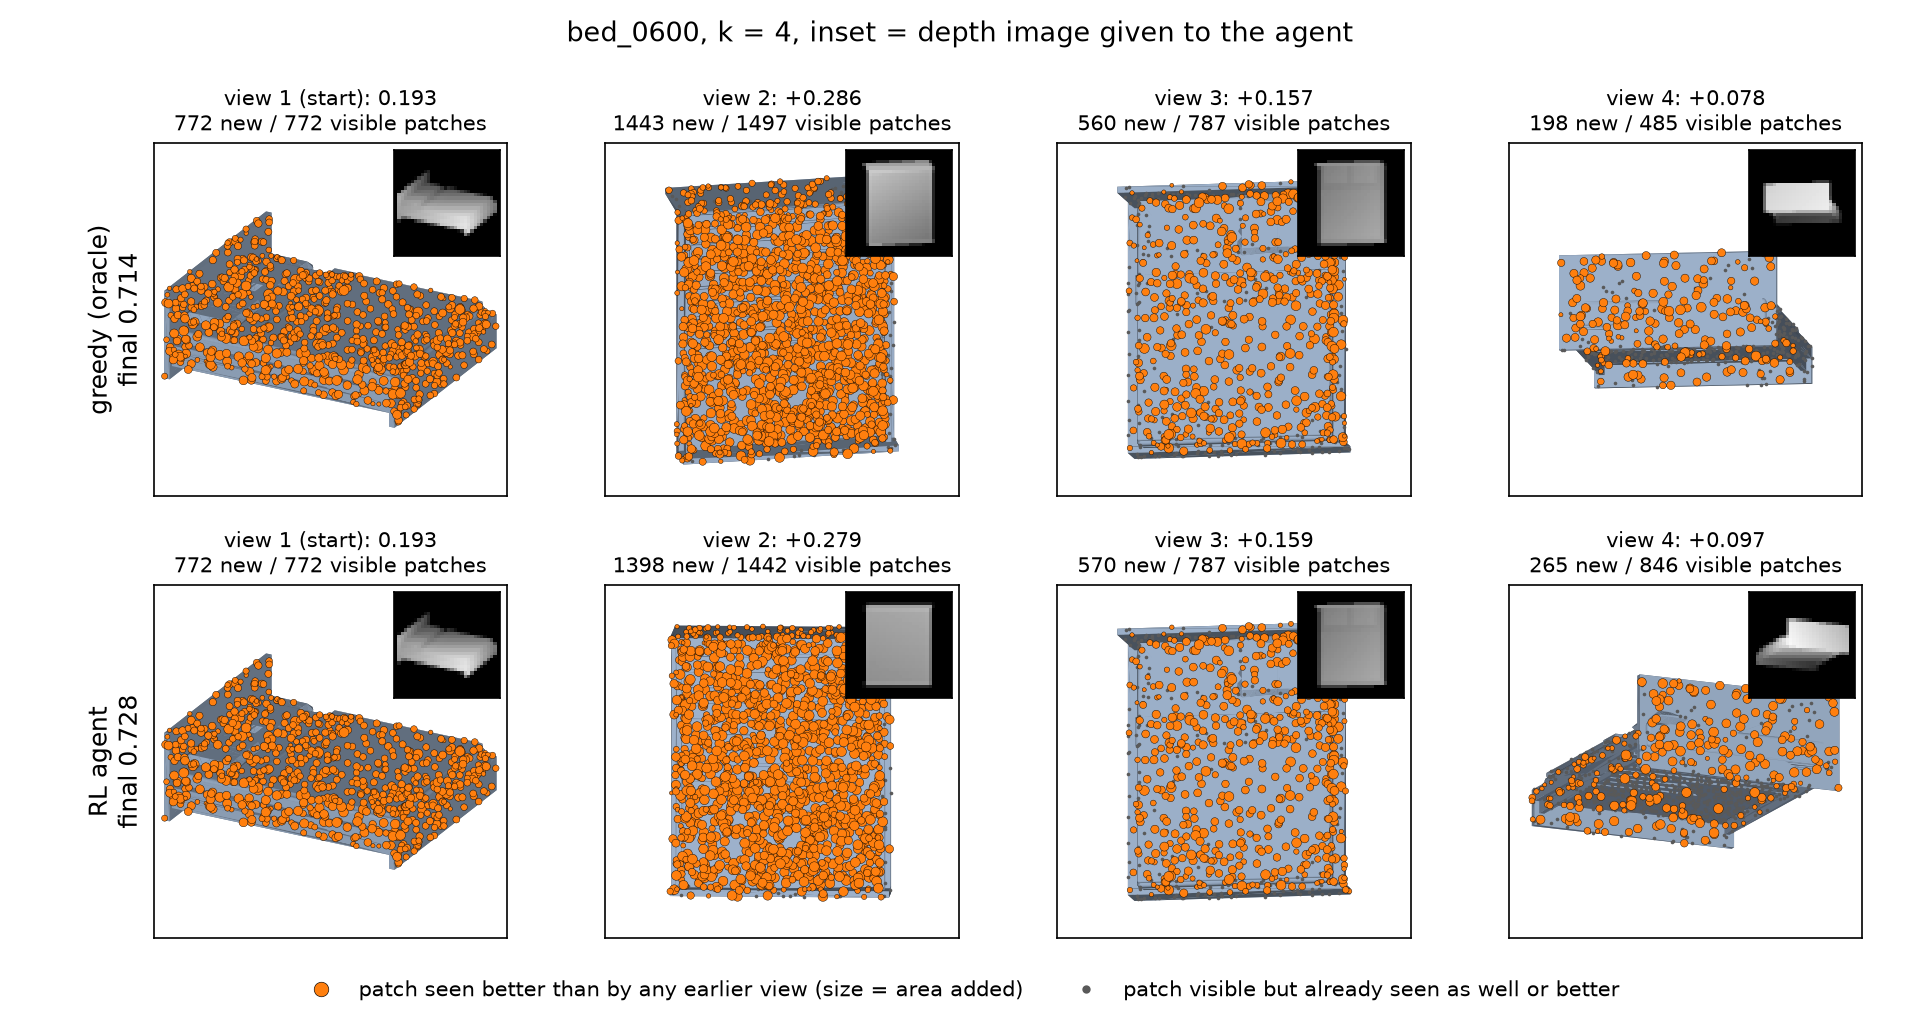 bed_0600, k = 4, inset = depth image given to the agent
view 1 (start): 0.193
772 new / 772 visible patches
view 2: +0.286
1443 new / 1497 visible patches
view 3: +0.157
560 new / 787 visible patches
view 4: +0.078
198 new / 485 visible patches
greedy (oracle)
final 0.714
view 1 (start): 0.193
772 new / 772 visible patches
view 2: +0.279
1398 new / 1442 visible patches
view 3: +0.159
570 new / 787 visible patches
view 4: +0.097
265 new / 846 visible patches
RL agent
final 0.728
patch seen better than by any earlier view (size = area added)
patch visible but already seen as well or better